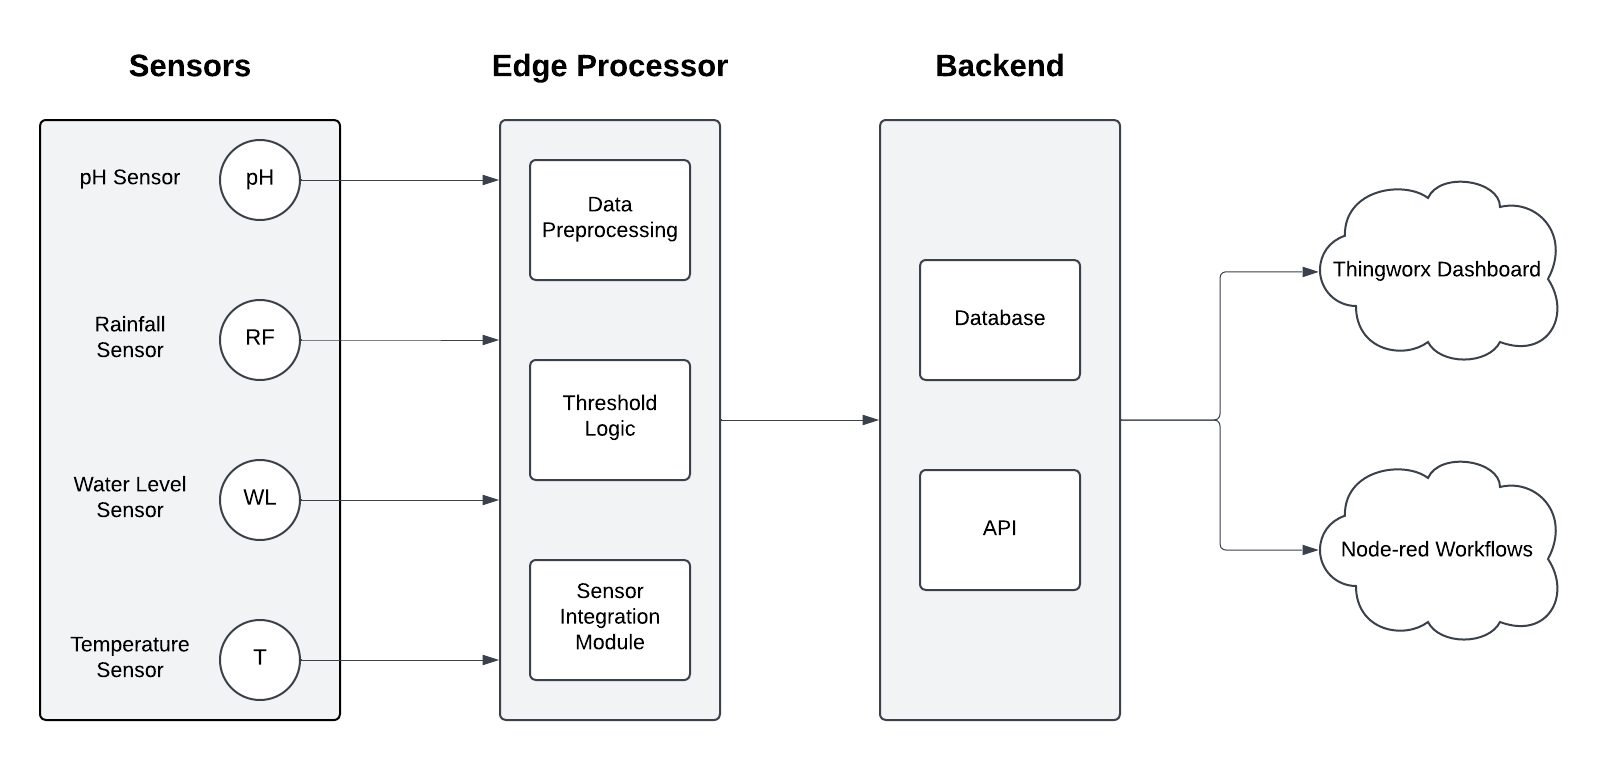 Sensors
Edge Processor
Backend
pH Sensor
pH
Rainfall
Sensor
RF
Water Level
Sensor
WL
Temperature
Sensor
T
Data
Preprocessing
Threshold
Logic
Sensor
Integration
Module
Database
API
Thingworx Dashboard
Node-red Workflows